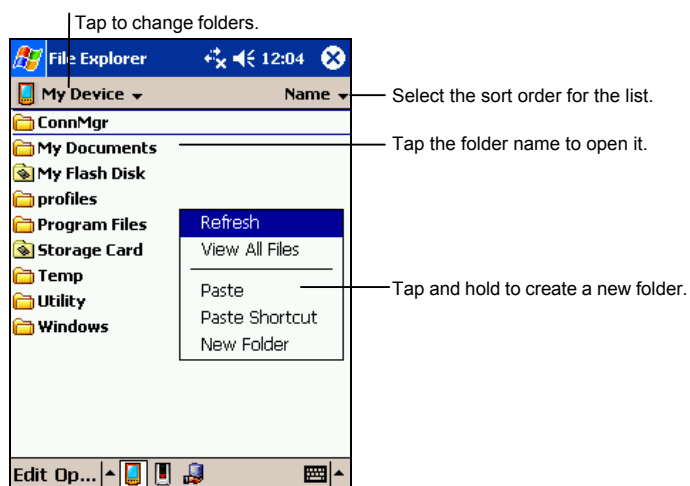 Tap to change folders.
File Explorer 12:04
My Device Name
Select the sort order for the list.
ConnMgr
My Documents
Tap the folder name to open it.
My Flash Disk
profiles
Program Files
Storage Card
Temp
Utility
Windows
Refresh
View All Files
Paste
Tap and hold to create a new folder.
Paste Shortcut
New Folder
Edit Op...